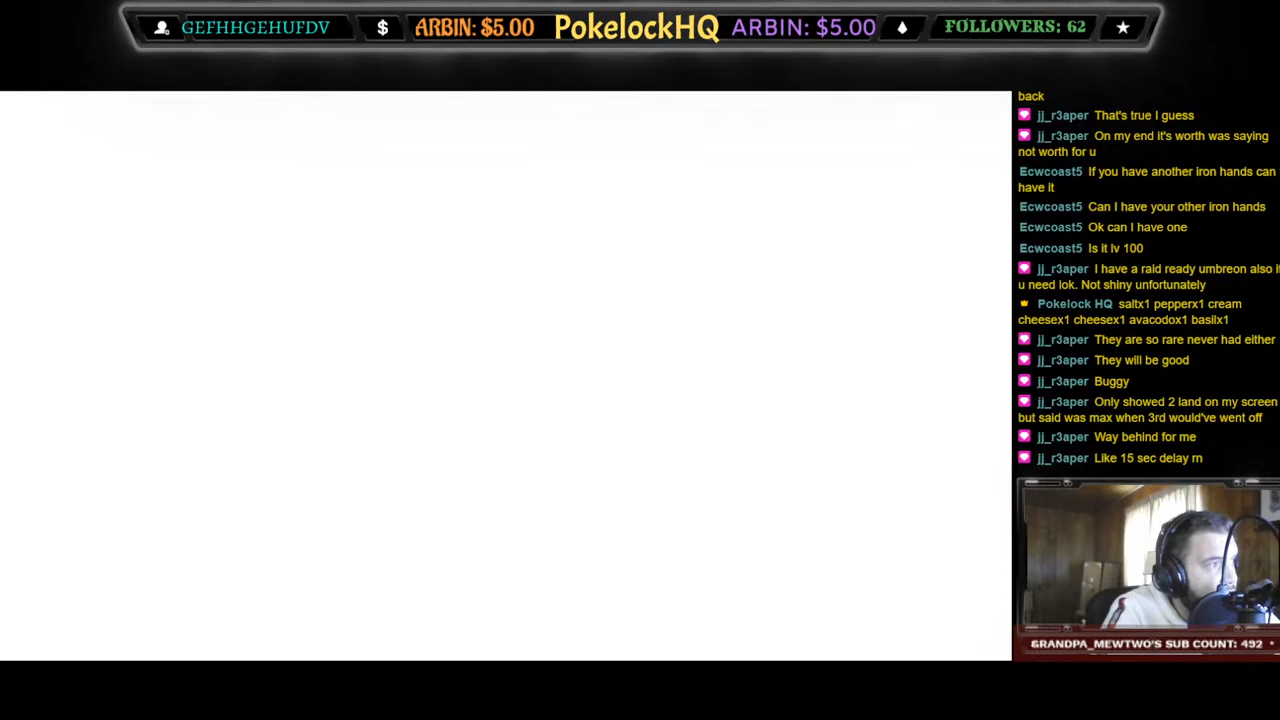 GEFHHGEHUFDV
$
ARBIN: $5.00
PokelockHQ
ARBIN: $5.00
FOLLOWERS: 62
back
jj_r3aper That's true I guess
jj_r3aper On my end it's worth was saying
not worth for u
Ecwcoast5 If you have another iron hands can
have it
Ecwcoast5 Can I have your other iron hands
Ecwcoast5 Ok can I have one
Ecwcoast5 Is it lv 100
jj_r3aper I have a raid ready umbreon also i
u need lok. Not shiny unfortunately
Pokelock HQ saltx1 pepperx1 cream
cheesex1 cheesex1 avacodox1 basilx1
jj_r3aper They are so rare never had either
jj_r3aper They will be good
jj_r3aper Buggy
jj_r3aper Only showed 2 land on my screen
but said was max when 3rd would've went off
jj_r3aper Way behind for me
jj_r3aper Like 15 sec delay rn
GRANDPA_MEWTWO'S SUB COUNT: 492